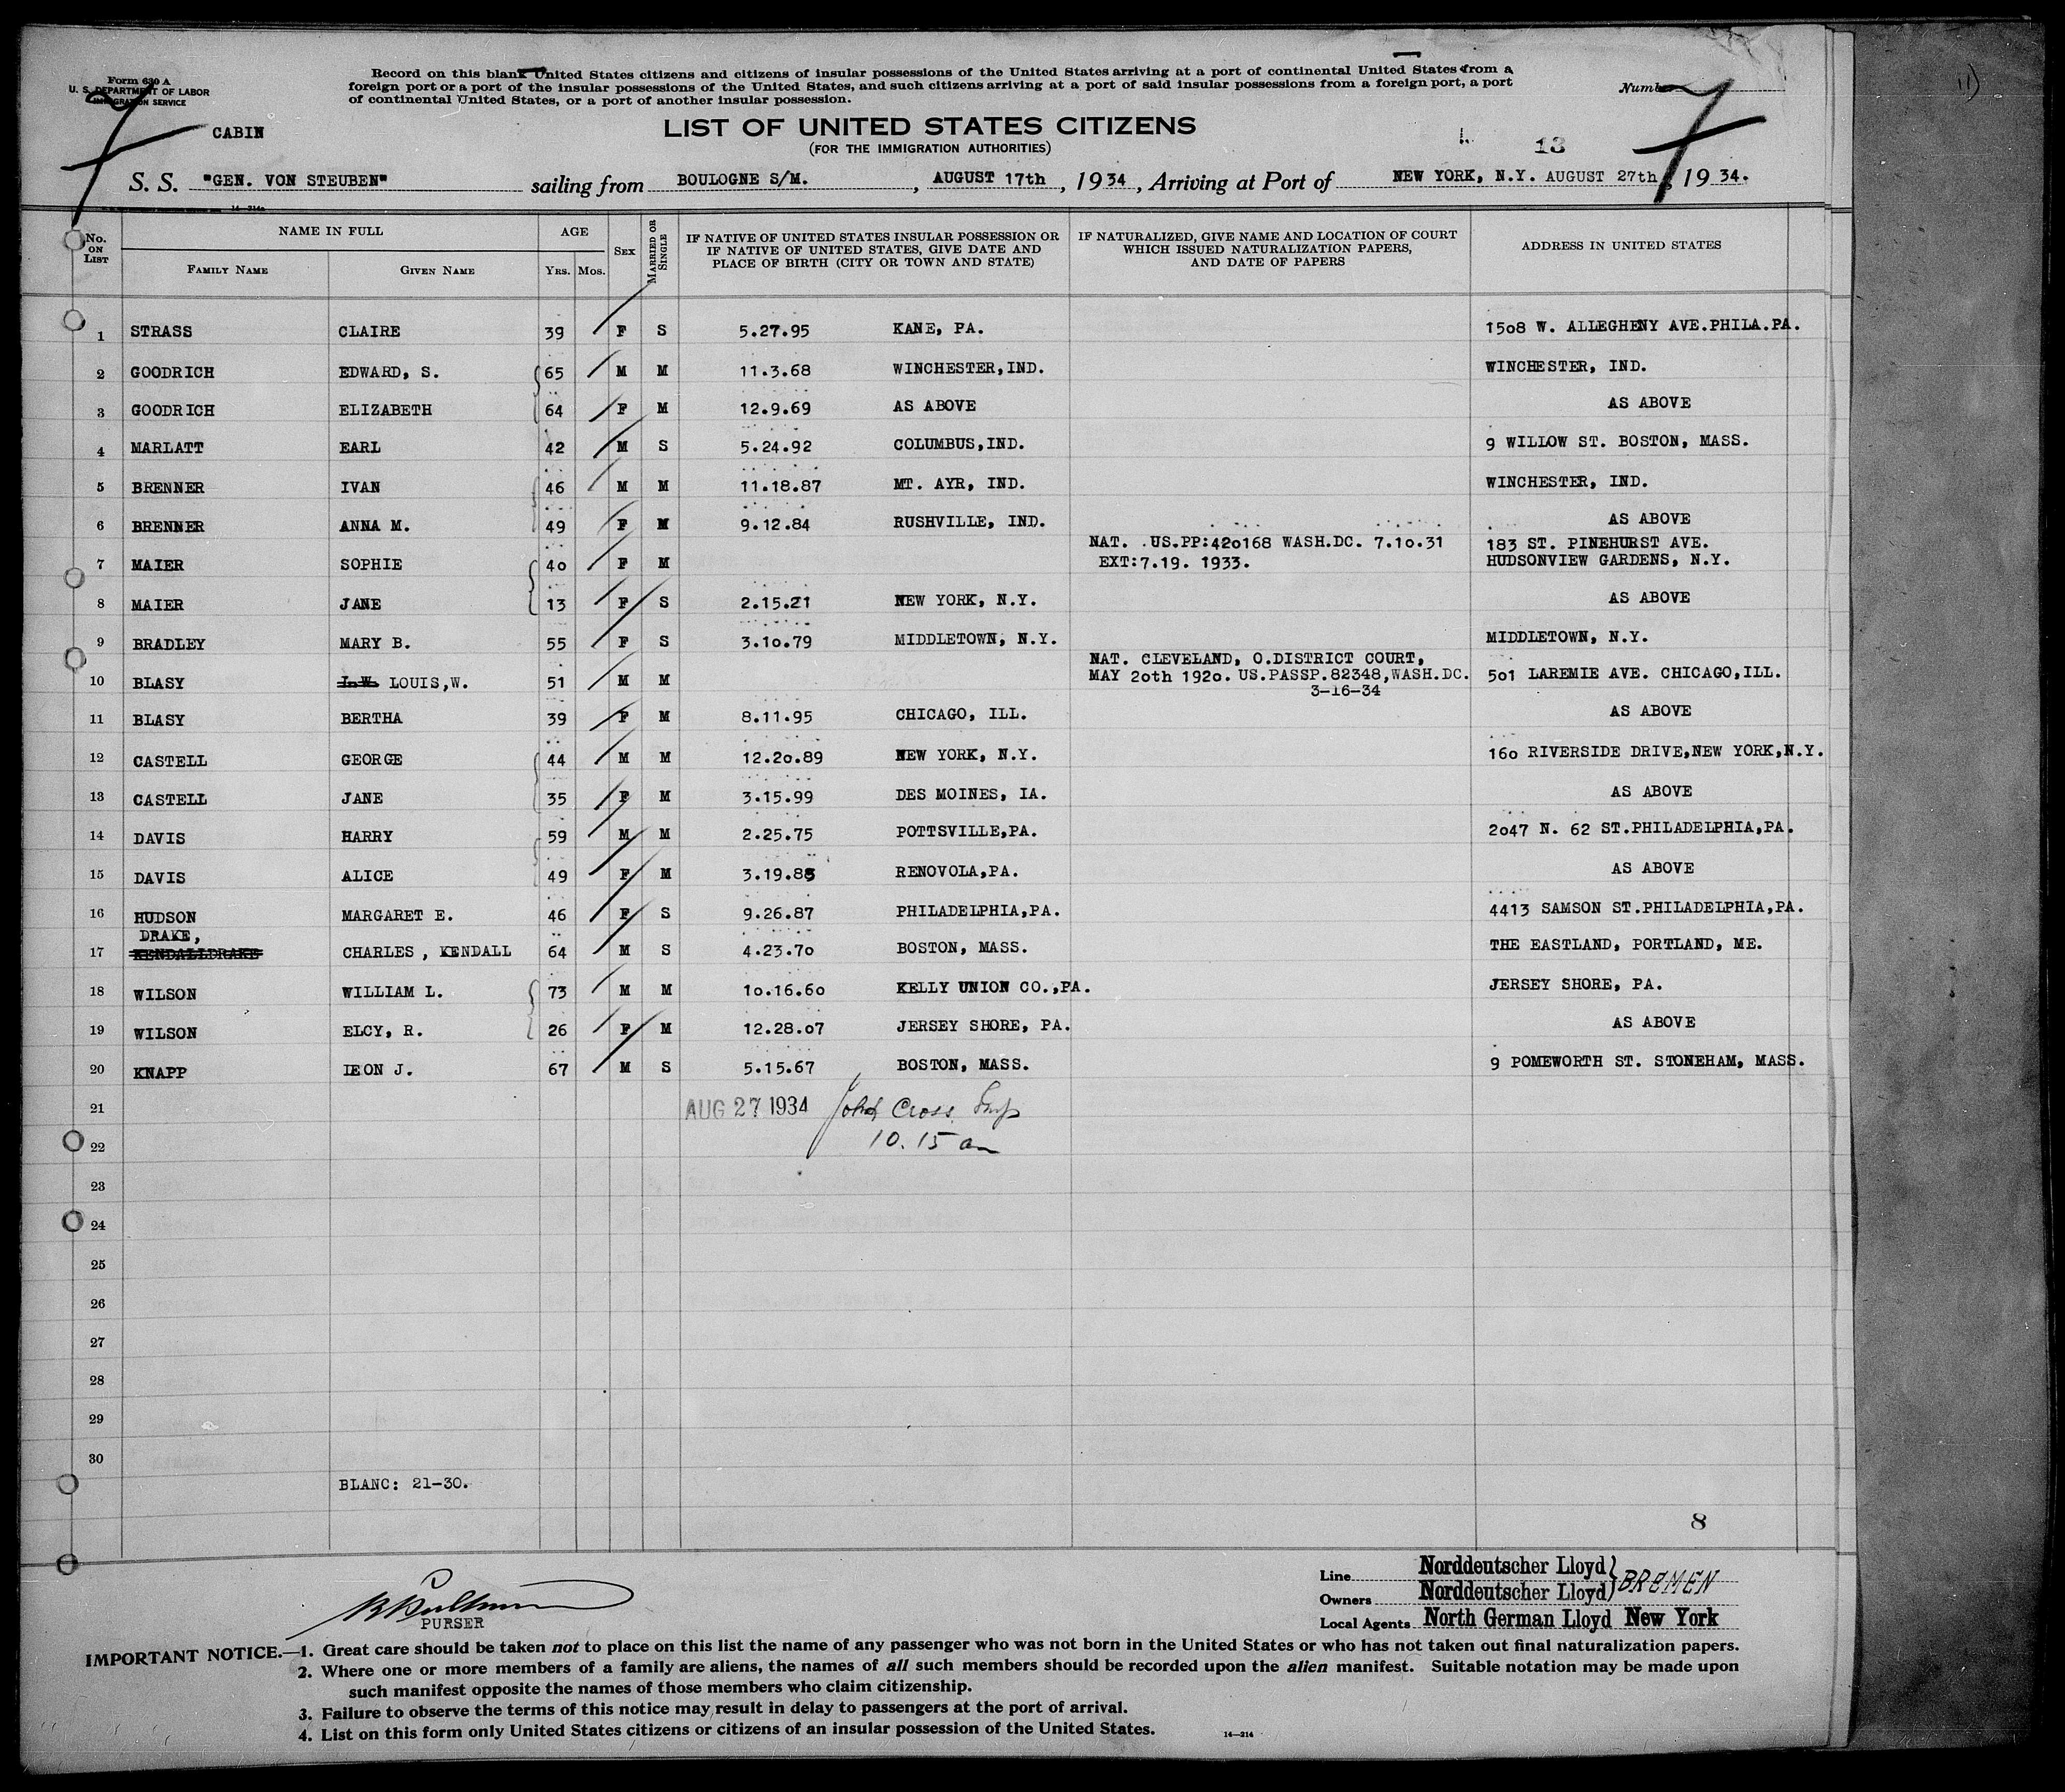 Form 630 A
U. S. DEPARTMENT OF LABOR
IMMIGRATION SERVICE
Record on this blank United States citizens and citizens of insular possessions of the United States arriving at a port of continental United States from a
foreign port or a port of the insular possessions of the United States, and such citizens arriving at a port of said insular possessions from a foreign port, a port
of continental United States, or a port of another insular possession.
Number
11)
CABIN
LIST OF UNITED STATES CITIZENS
(FOR THE IMMIGRATION AUTHORITIES)
13
S. S. "GEN. VON STEUBEN" sailing from BOULOGNE S/M. , AUGUST 17th , 1934 , Arriving at Port of NEW YORK, N.Y. AUGUST 27th , 19 34.
14—214a
No. ON LIST
NAME IN FULL
FAMILY NAME GIVEN NAME
AGE
YRS. MOS.
SEX
MARRIED OR SINGLE
IF NATIVE OF UNITED STATES INSULAR POSSESSION OR
IF NATIVE OF UNITED STATES, GIVE DATE AND
PLACE OF BIRTH (CITY OR TOWN AND STATE)
IF NATURALIZED, GIVE NAME AND LOCATION OF COURT
WHICH ISSUED NATURALIZATION PAPERS,
AND DATE OF PAPERS
ADDRESS IN UNITED STATES
1 STRASS CLAIRE 39 F S 5.27.95 KANE, PA. 1508 W. ALLEGHENY AVE.PHILA.PA.
2 GOODRICH EDWARD, S. 65 M M 11.3.68 WINCHESTER,IND. WINCHESTER, IND.
3 GOODRICH ELIZABETH 64 F M 12.9.69 AS ABOVE AS ABOVE
4 MARLATT EARL 42 M S 5.24.92 COLUMBUS,IND. 9 WILLOW ST. BOSTON, MASS.
5 BRENNER IVAN 46 M M 11.18.87 MT. AYR, IND. WINCHESTER, IND.
6 BRENNER ANNA M. 49 F M 9.12.84 RUSHVILLE, IND. AS ABOVE
NAT. .US.PP:420168 WASH.DC. 7.10.31 183 ST. PINEHURST AVE.
7 MAIER SOPHIE 40 F M EXT:7.19. 1933. HUDSONVIEW GARDENS, N.Y.
8 MAIER JANE 13 F S 2.15.21 NEW YORK, N.Y. AS ABOVE
9 BRADLEY MARY B. 55 F S 3.10.79 MIDDLETOWN, N.Y. MIDDLETOWN, N.Y.
NAT. CLEVELAND, O.DISTRICT COURT,
10 BLASY L.W. LOUIS,W. 51 M M MAY 20th 1920. US.PASSP.82348,WASH.DC. 501 LAREMIE AVE. CHICAGO,ILL.
3-16-34
11 BLASY BERTHA 39 F M 8.11.95 CHICAGO, ILL. AS ABOVE
12 CASTELL GEORGE 44 M M 12.20.89 NEW YORK, N.Y. 160 RIVERSIDE DRIVE,NEW YORK,N.Y.
13 CASTELL JANE 35 F M 3.15.99 DES MOINES, IA. AS ABOVE
14 DAVIS HARRY 59 M M 2.25.75 POTTSVILLE,PA. 2047 N. 62 ST.PHILADELPHIA,PA.
15 DAVIS ALICE 49 F M 3.19.85 RENOVOLA,PA. AS ABOVE
16 HUDSON MARGARET E. 46 F S 9.26.87 PHILADELPHIA,PA. 4413 SAMSON ST.PHILADELPHIA,PA.
DRAKE,
17 KENDALLDRAKE CHARLES , KENDALL 64 M S 4.23.70 BOSTON, MASS. THE EASTLAND, PORTLAND, ME.
18 WILSON WILLIAM L. 73 M M 10.16.60 KELLY UNION CO.,PA. JERSEY SHORE, PA.
19 WILSON ELCY, R. 26 F M 12.28.07 JERSEY SHORE, PA. AS ABOVE
20 KNAPP LEON J. 67 M S 5.15.67 BOSTON, MASS. 9 POMEWORTH ST. STONEHAM, MASS.
21 AUG 27 1934 Cross Insp
22 10.15 am
23
24
25
26
27
28
29
30
BLANC: 21-30.
8
PURSER
Line Norddeutscher Lloyd
Owners Norddeutscher Lloyd BREMEN
Local Agents North German Lloyd New York
IMPORTANT NOTICE.—1. Great care should be taken not to place on this list the name of any passenger who was not born in the United States or who has not taken out final naturalization papers.
2. Where one or more members of a family are aliens, the names of all such members should be recorded upon the alien manifest. Suitable notation may be made upon
such manifest opposite the names of those members who claim citizenship.
3. Failure to observe the terms of this notice may result in delay to passengers at the port of arrival.
4. List on this form only United States citizens or citizens of an insular possession of the United States.
14—214